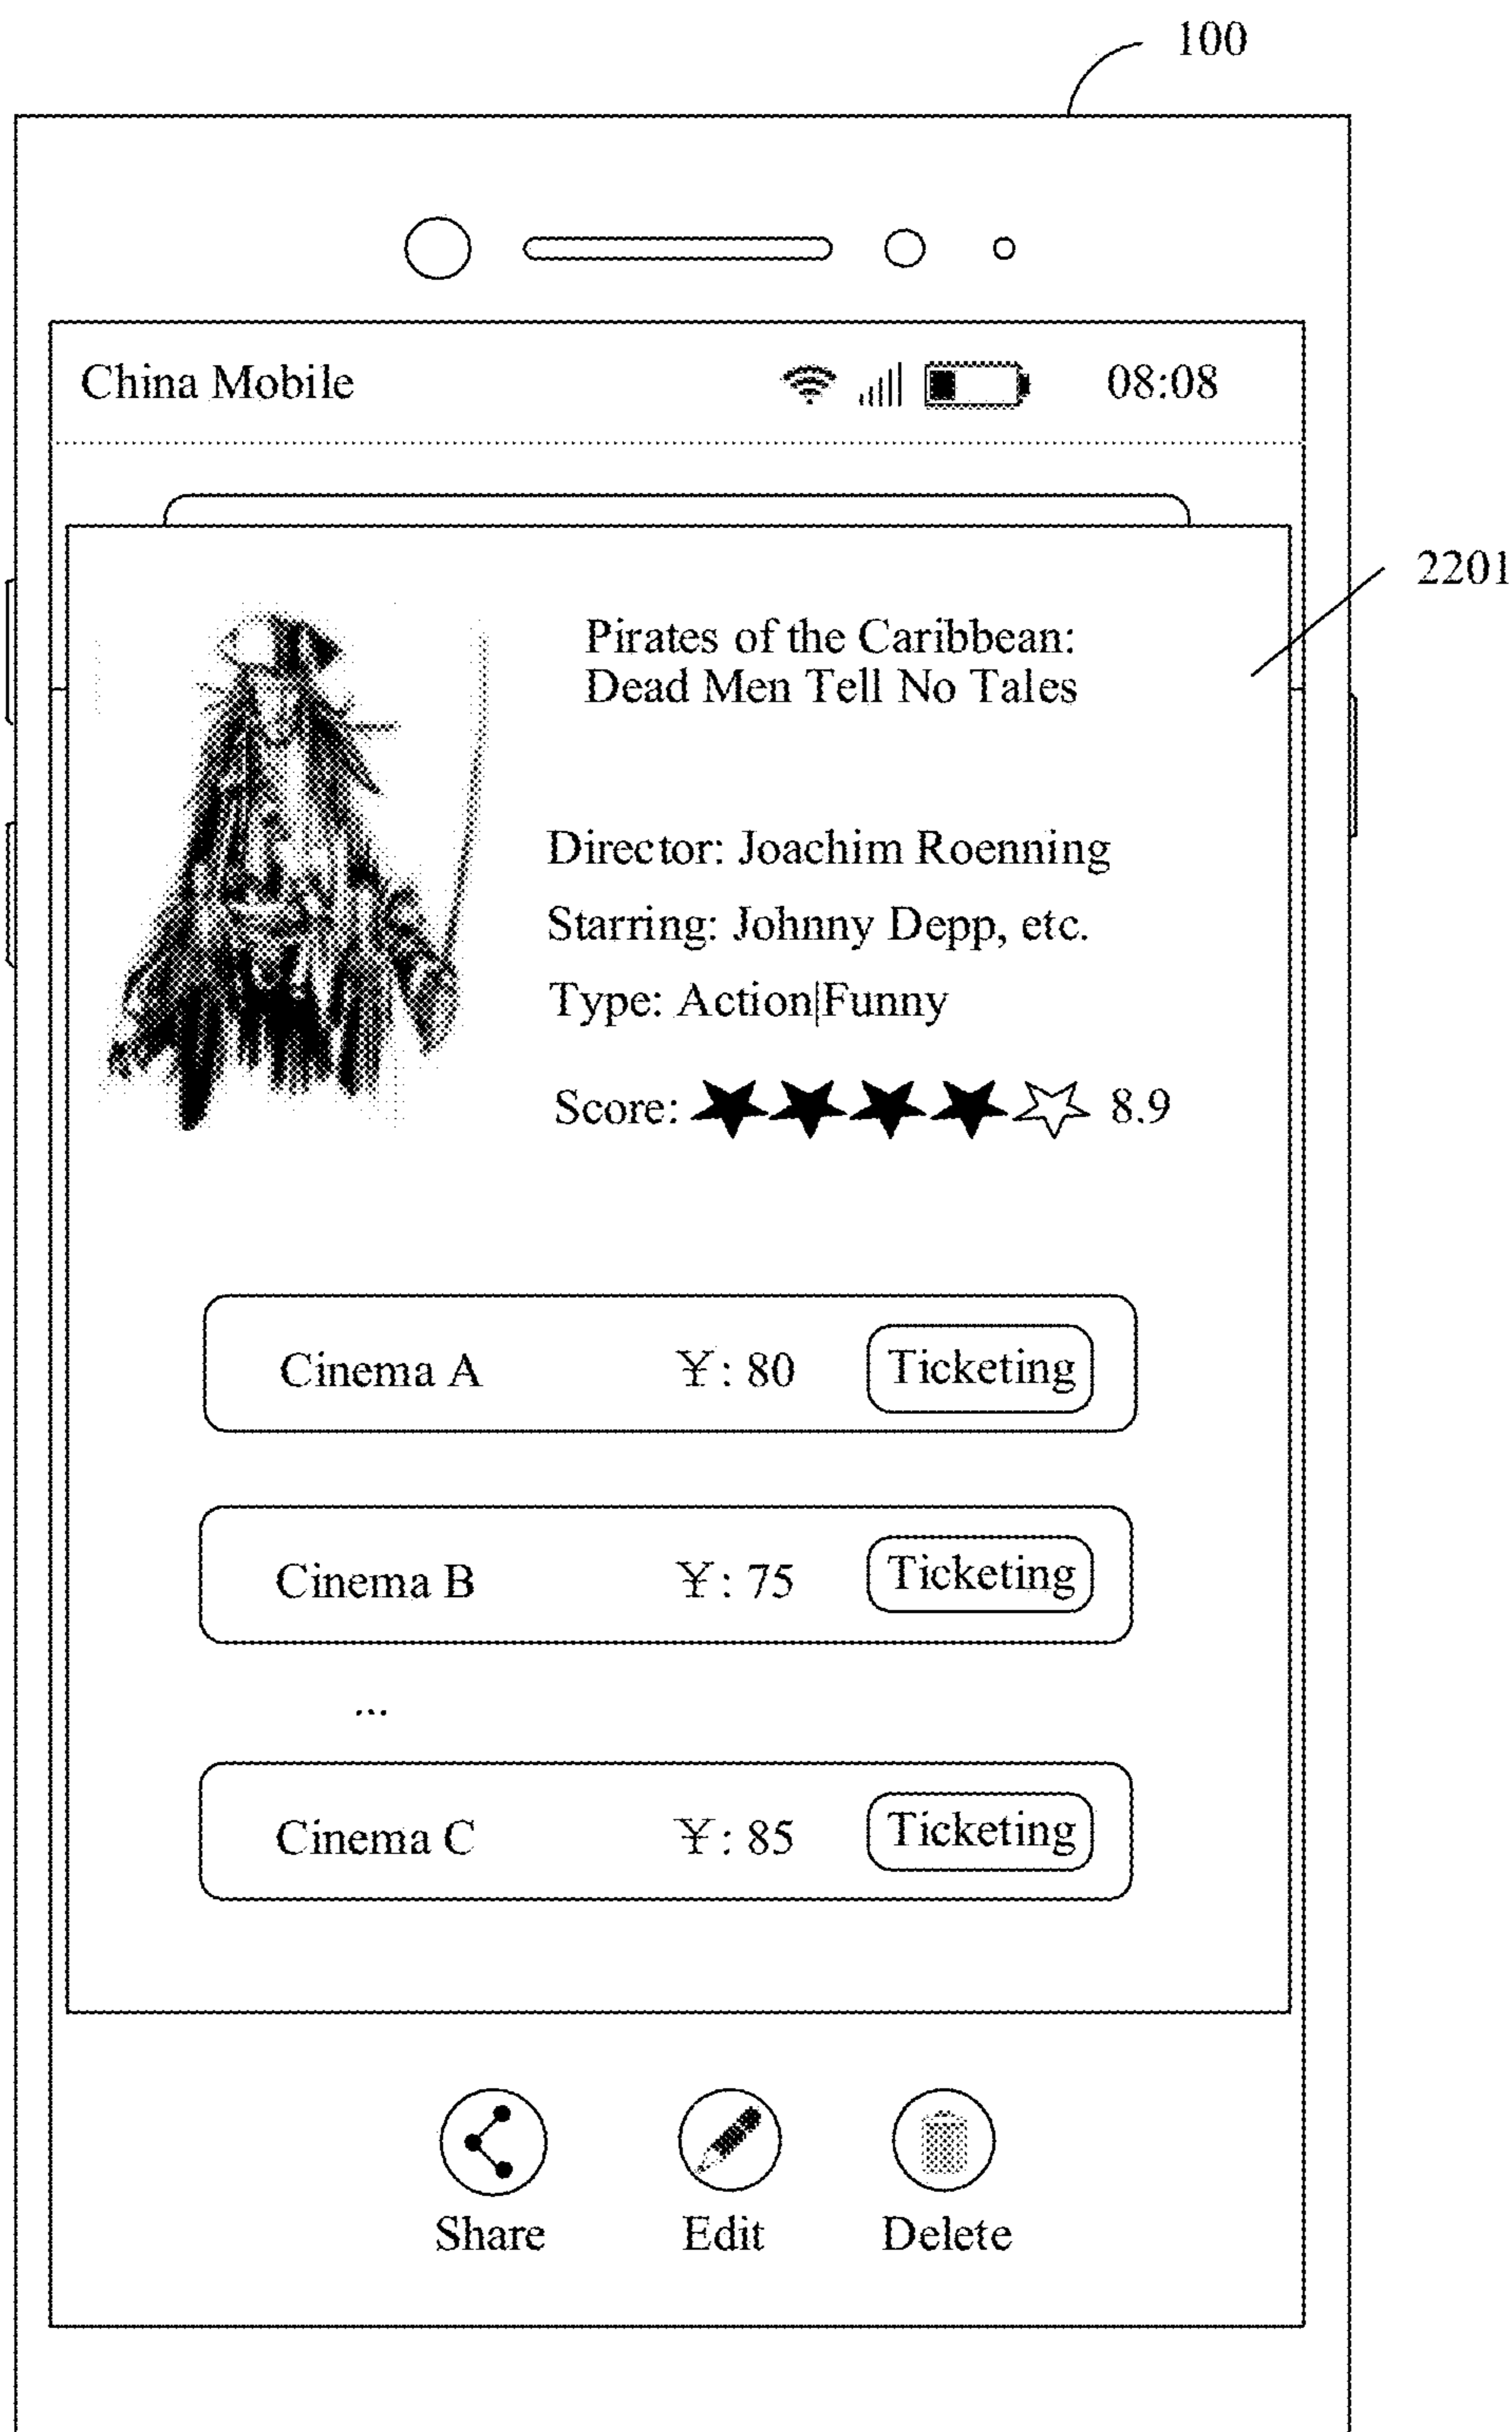 100
China Mobile 08:08
2201
Pirates of the Caribbean:
Dead Men Tell No Tales
Director: Joachim Roenning
Starring: Johnny Depp, etc.
Type: Action|Funny
Score: 8.9
Cinema A ¥: 80 Ticketing
Cinema B ¥: 75 Ticketing
...
Cinema C ¥: 85 Ticketing
Share Edit Delete